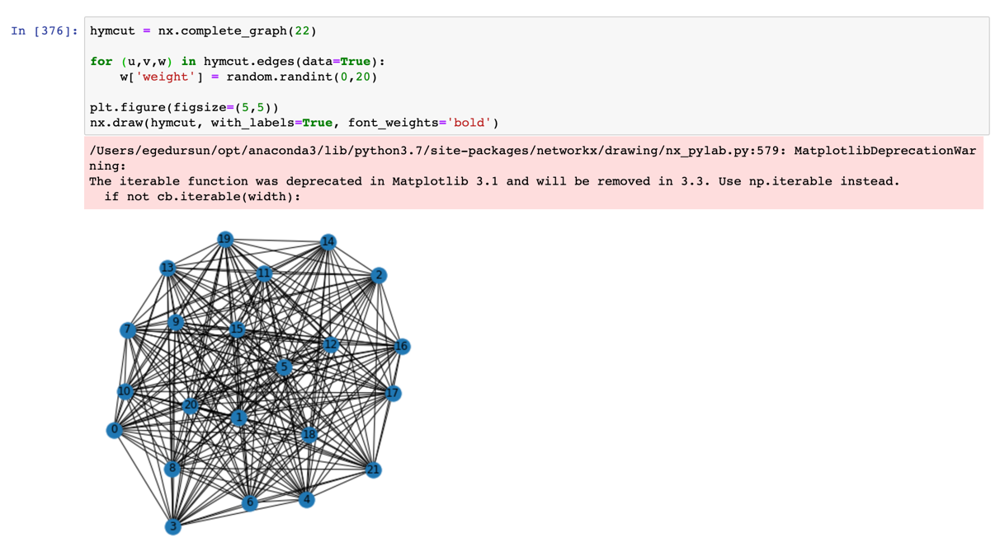 In [376]: hymcut = nx.complete_graph(22)
for (u,v,w) in hymcut.edges(data=True):
w['weight'] = random.randint(0,20)
plt.figure(figsize=(5,5))
nx.draw(hymcut, with_labels=True, font_weights='bold')
/Users/egedursun/opt/anaconda3/lib/python3.7/site-packages/networkx/drawing/nx_pylab.py:579: MatplotlibDeprecationWar
ning:
The iterable function was deprecated in Matplotlib 3.1 and will be removed in 3.3. Use np.iterable instead.
if not cb.iterable(width):
19
14
13
11
2
9
7
15
12
16
5
10
17
20
1
0
18
8
21
6
4
3